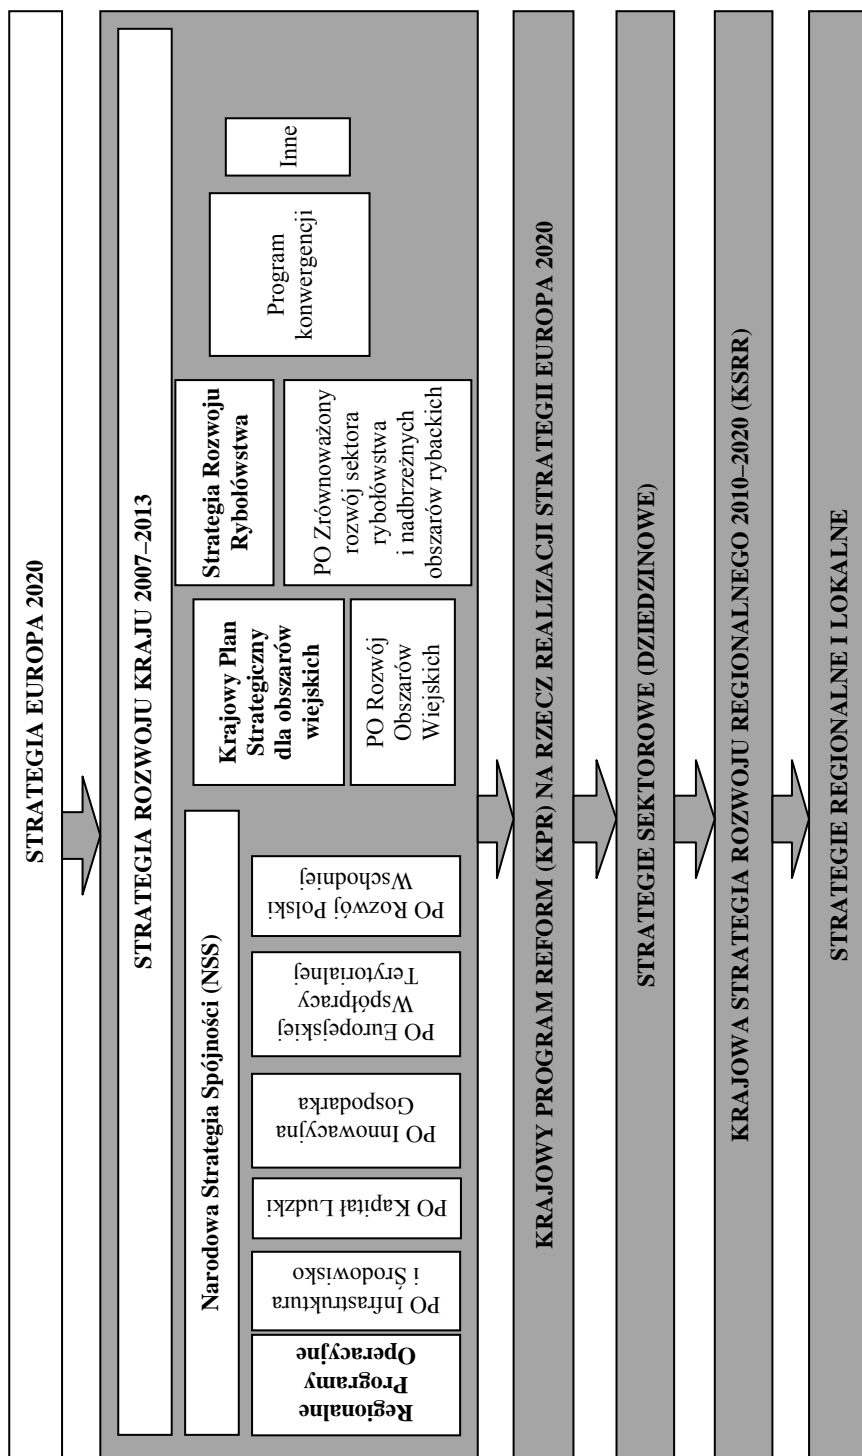 STRATEGIA EUROPA 2020
STRATEGIA ROZWOJU KRAJU 2007–2013
Narodowa Strategia Spójności (NSS)
Regionalne
Programy
Operacyjne
PO Infrastruktura
i Środowisko
PO Kapitał Ludzki
PO Innowacyjna
Gospodarka
PO Europejskiej
Współpracy
Terytorialnej
PO Rozwój Polski
Wschodniej
Krajowy Plan
Strategiczny
dla obszarów
wiejskich
PO Rozwój
Obszarów
Wiejskich
Strategia Rozwoju
Rybołówstwa
PO Zrównoważony
rozwój sektora
rybołówstwa
i nadbrzeżnych
obszarów rybackich
Program
konwergencji
Inne
KRAJOWY PROGRAM REFORM (KPR) NA RZECZ REALIZACJI STRATEGII EUROPA 2020
STRATEGIE SEKTOROWE (DZIEDZINOWE)
KRAJOWA STRATEGIA ROZWOJU REGIONALNEGO 2010–2020 (KSRR)
STRATEGIE REGIONALNE I LOKALNE